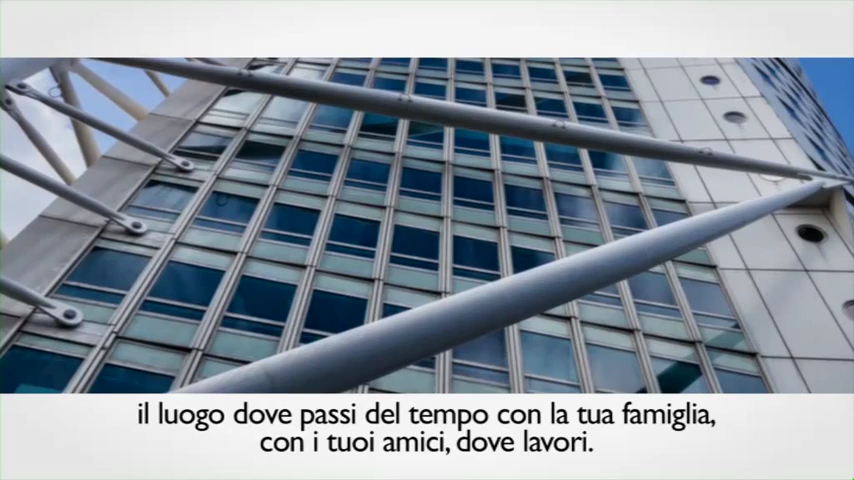 il luogo dove passi del tempo con la tua famiglia,
con i tuoi amici, dove lavori.